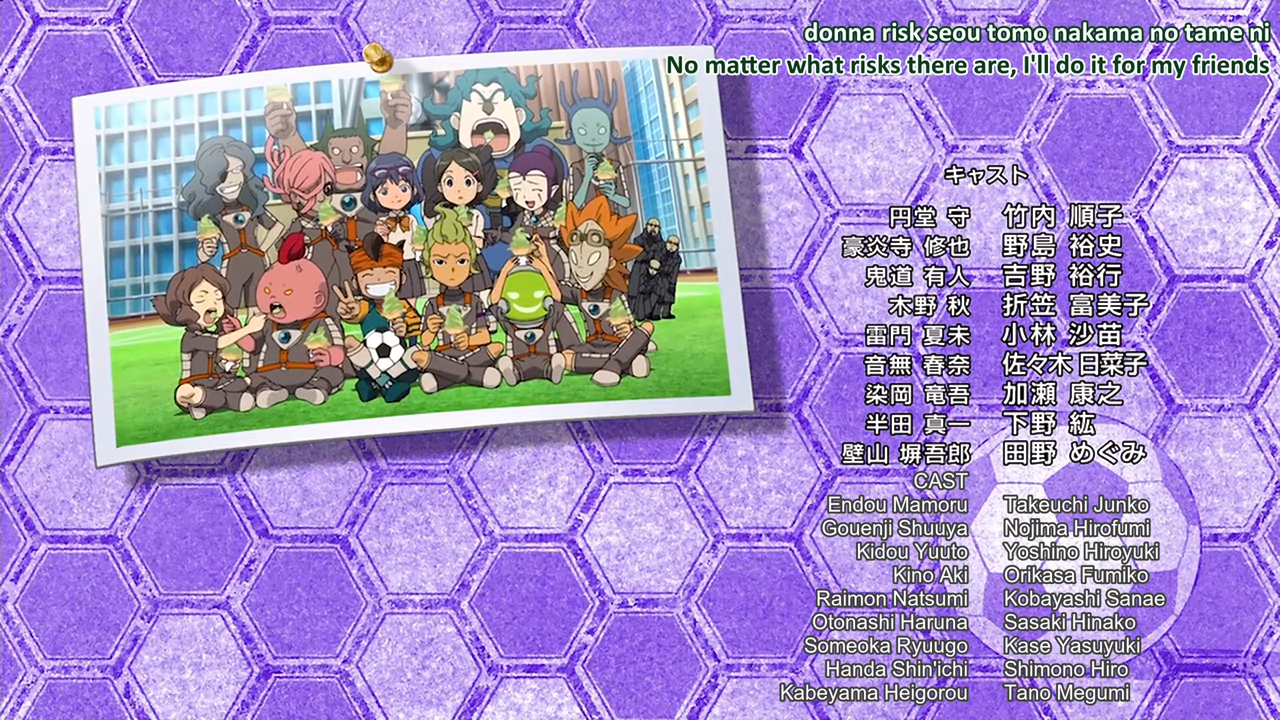 donna risk seou tomo nakama no tame ni
No matter what risks there are, I'll do it for my friends
キャスト
円堂 守 竹内 順子
豪炎寺 修也 野島 裕史
鬼道 有人 吉野 裕行
木野 秋 折笠 富美子
雷門 夏未 小林 沙苗
音無 春奈 佐々木 日菜子
染岡 竜吾 加瀬 康之
半田 真一 下野 紘
壁山 塀吾郎 田野 めぐみ
CAST
Endou Mamoru Takeuchi Junko
Gouenji Shuuya Nojima Hirofumi
Kidou Yuuto Yoshino Hiroyuki
Kino Aki Orikasa Fumiko
Raimon Natsumi Kobayashi Sanae
Otonashi Haruna Sasaki Hinako
Someoka Ryuugo Kase Yasuyuki
Handa Shin'ichi Shimono Hiro
Kabeyama Heigorou Tano Megumi